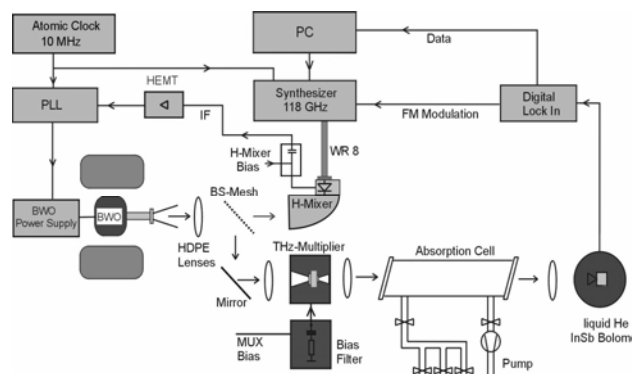 Atomic Clock
10 MHz
PC
Data
HEMT
PLL
IF
Synthesizer
118 GHz
FM Modulation
Digital
Lock In
H-Mixer
Bias
WR 8
BS-Mesh
H-Mixer
BWO
Power Supply
BWO
HDPE
Lenses
THz-Multiplier
Absorption Cell
Mirror
MUX
Bias
Bias
Filter
Pump
liquid He
InSb Bolome